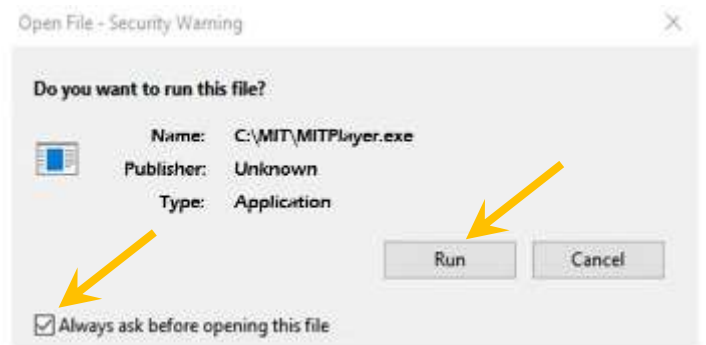 Open File - Security Warning
Do you want to run this file?
Name: C:\MIT\MITPlayer.exe
Publisher: Unknown
Type: Application
Run Cancel
Always ask before opening this file